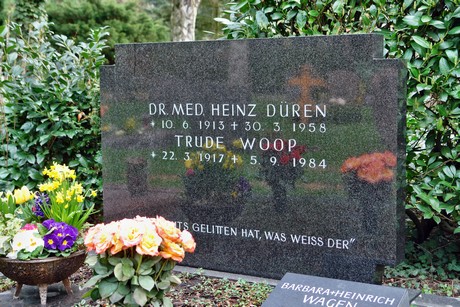 DR. MED. HEINZ DÜREN
* 10. 6. 1913 + 30. 3. 1958
TRUDE WOOP
* 22. 3. 1917 + 5. 9. 1984
GELITTEN HAT, WAS WEISS DER"
BARBARA+HEINRICH
WAGEN